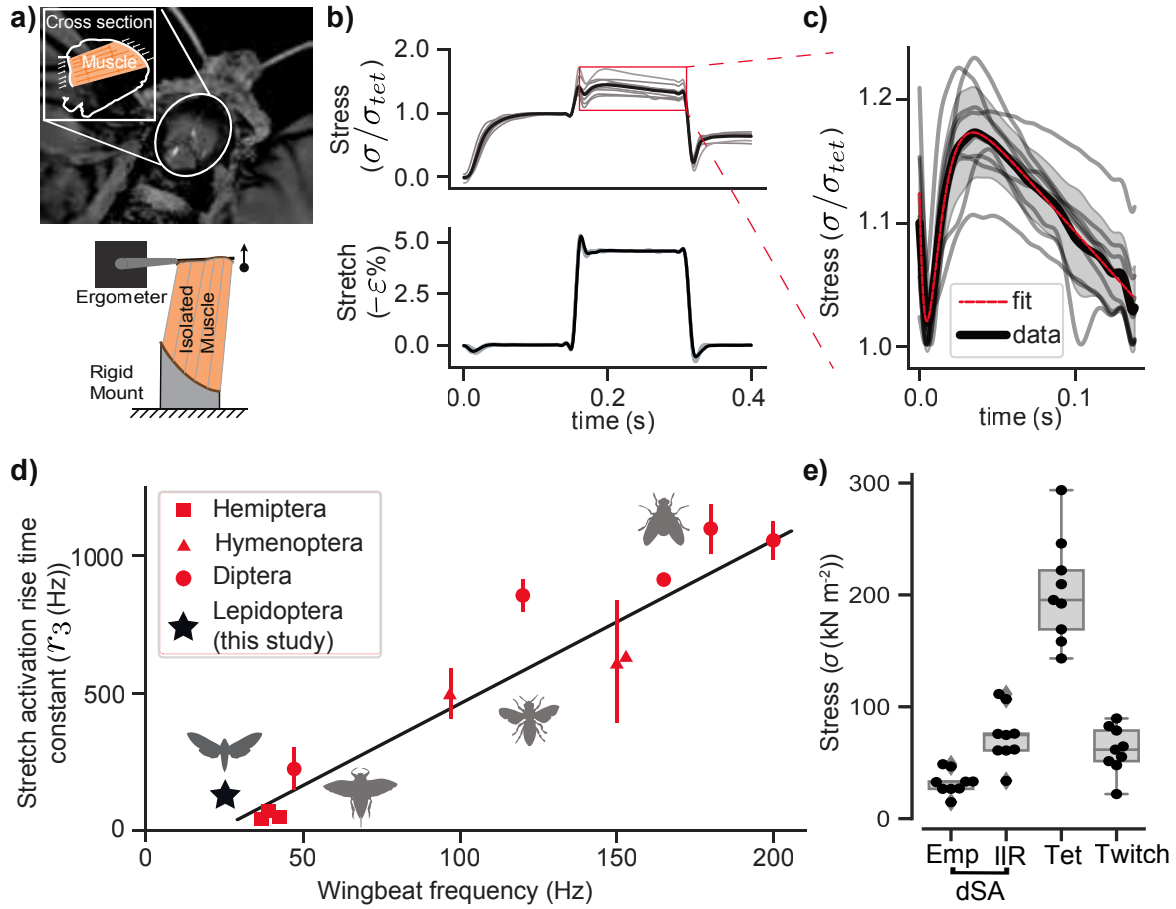 a)
Cross section
Muscle
Ergometer
Isolated
Muscle
Rigid
Mount
b)
Stress
(σ/σtet)
2.0
1.0
0.0
Stretch
(−ε%)
5.0
0.0
0.0
0.2
0.4
time (s)
c)
Stress (σ/σtet)
1.2
1.1
1.0
fit
data
0.0
0.1
time (s)
d)
Stretch activation rise time
constant (r3 (Hz))
1000
500
0
Hemiptera
Hymenoptera
Diptera
Lepidoptera
(this study)
0
50
100
150
200
Wingbeat frequency (Hz)
e)
Stress (σ (kN m-2))
300
200
100
0
Emp
IIR
Tet
Twitch
dSA